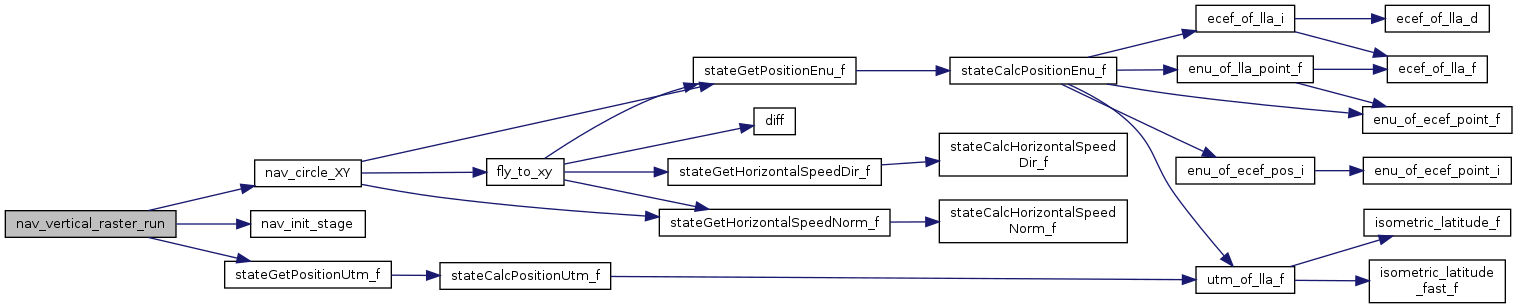 nav_vertical_raster_run
nav_circle_XY
nav_init_stage
stateGetPositionUtm_f
fly_to_xy
stateCalcPositionUtm_f
stateGetPositionEnu_f
diff
stateGetHorizontalSpeedDir_f
stateGetHorizontalSpeedNorm_f
stateCalcPositionEnu_f
stateCalcHorizontalSpeed
Dir_f
stateCalcHorizontalSpeed
Norm_f
ecef_of_lla_i
enu_of_lla_point_f
enu_of_ecef_pos_i
utm_of_lla_f
ecef_of_lla_d
ecef_of_lla_f
enu_of_ecef_point_f
enu_of_ecef_point_i
isometric_latitude_f
isometric_latitude
_fast_f